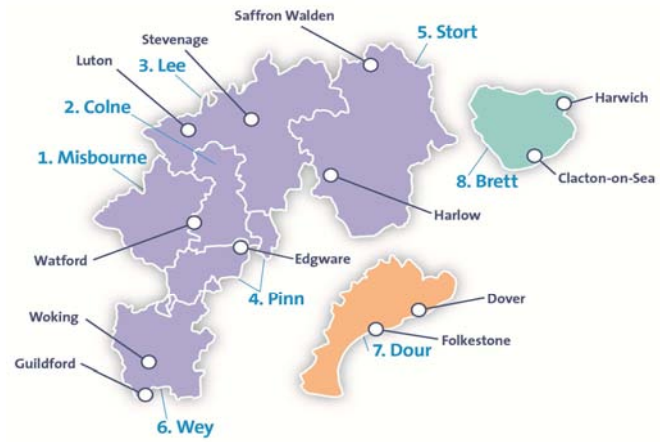 Saffron Walden
5. Stort
Stevenage
3. Lee
Luton
2. Colne
Harwich
1. Misbourne
8. Brett
Clacton-on-Sea
Harlow
Watford
Edgware
4. Pinn
Dover
Woking
Folkestone
7. Dour
Guildford
6. Wey